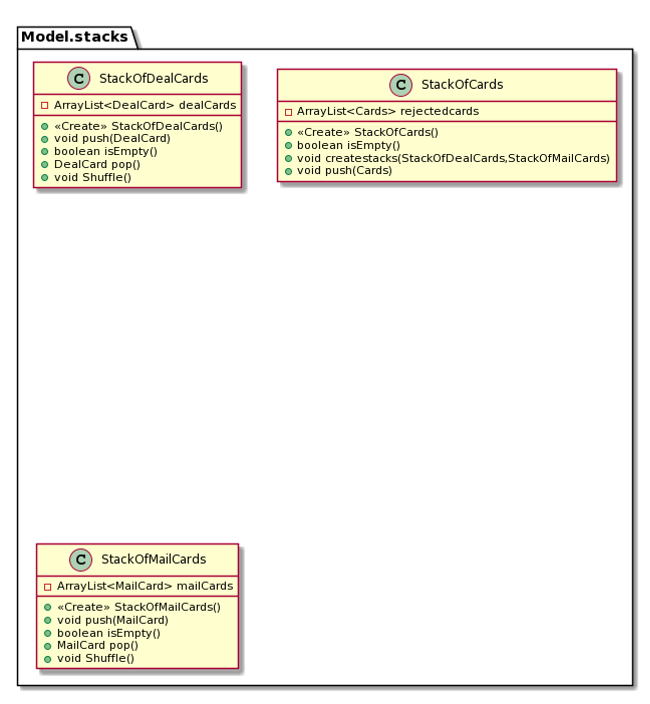 Model.stacks
C StackOfDealCards
ArrayList<DealCard> dealCards
«Create» StackOfDealCards()
void push(DealCard)
boolean isEmpty()
DealCard pop()
void Shuffle()
C StackOfCards
ArrayList<Cards> rejectedcards
«Create» StackOfCards()
boolean isEmpty()
void createstacks(StackOfDealCards,StackOfMailCards)
void push(Cards)
C StackOfMailCards
ArrayList<MailCard> mailCards
«Create» StackOfMailCards()
void push(MailCard)
boolean isEmpty()
MailCard pop()
void Shuffle()